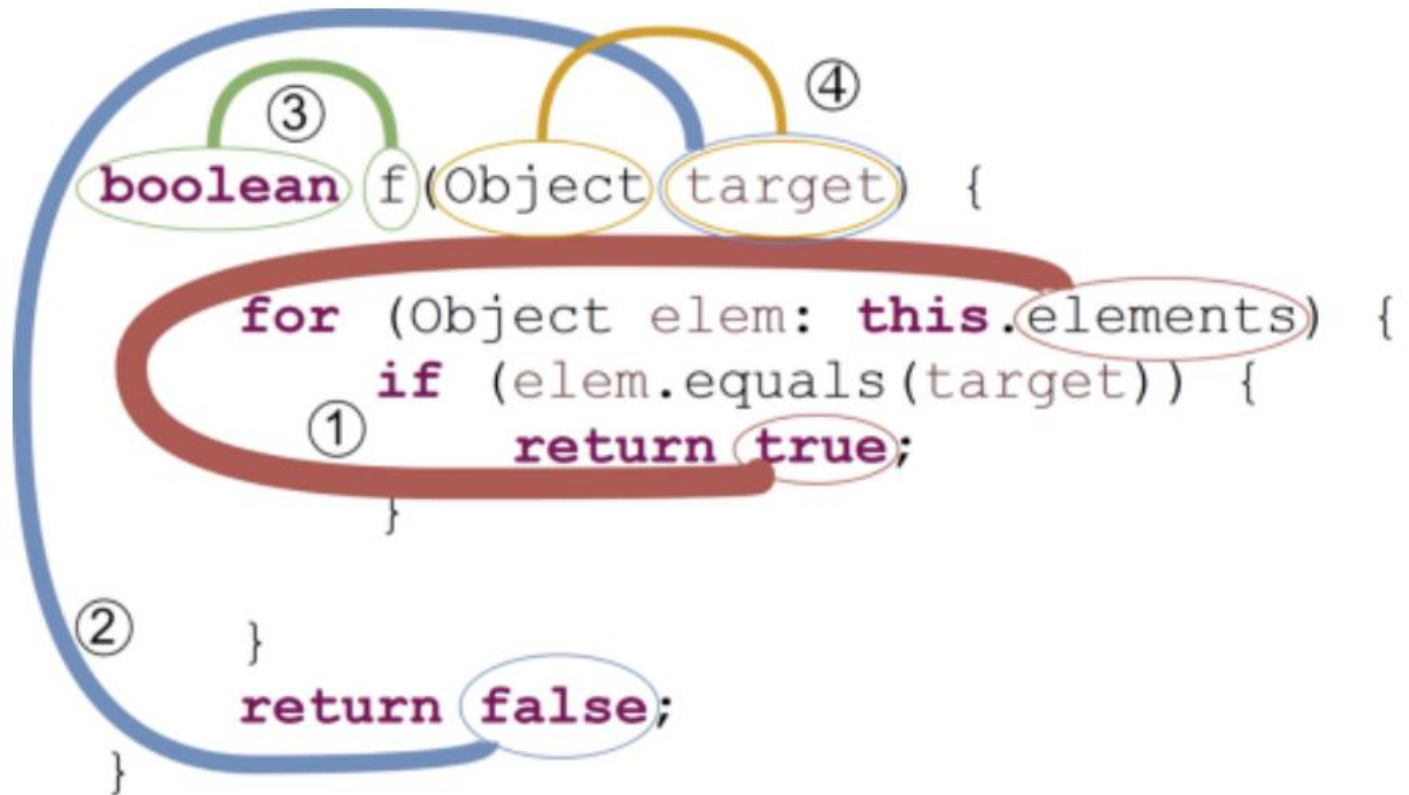 ③ ④
boolean f(Object target) {
for (Object elem: this.elements) {
if (elem.equals(target)) {
① return true;
}
② }
return false;
}